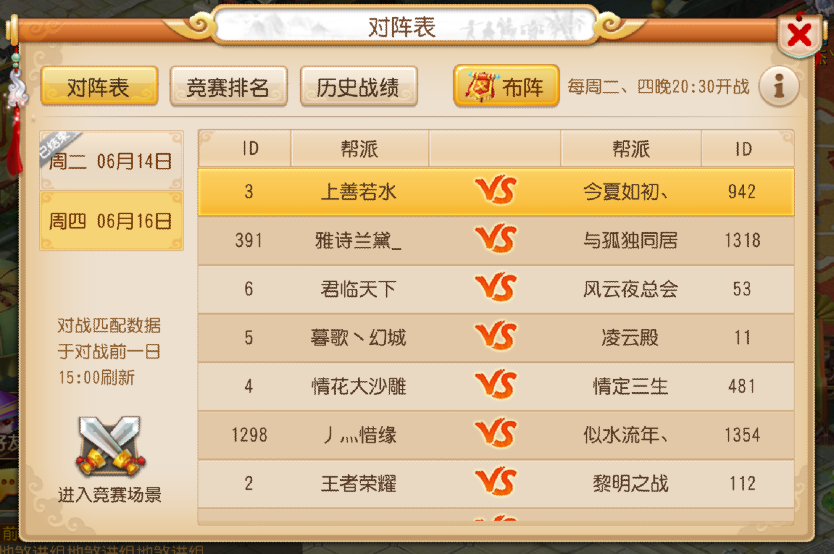 对阵表
对阵表 竞赛排名 历史战绩 布阵 每周二、四晚20:30开战
已结束
周二 06月14日
周四 06月16日
对战匹配数据
于对战前一日
15:00刷新
进入竞赛场景
ID 帮派 帮派 ID
3 上善若水 VS 今夏如初、 942
391 雅诗兰黛_ VS 与孤独同居 1318
6 君临天下 VS 风云夜总会 53
5 暮歌丶幻城 VS 凌云殿 11
4 情花大沙雕 VS 情定三生 481
1298 丿灬惜缘 VS 似水流年、 1354
2 王者荣耀 VS 黎明之战 112